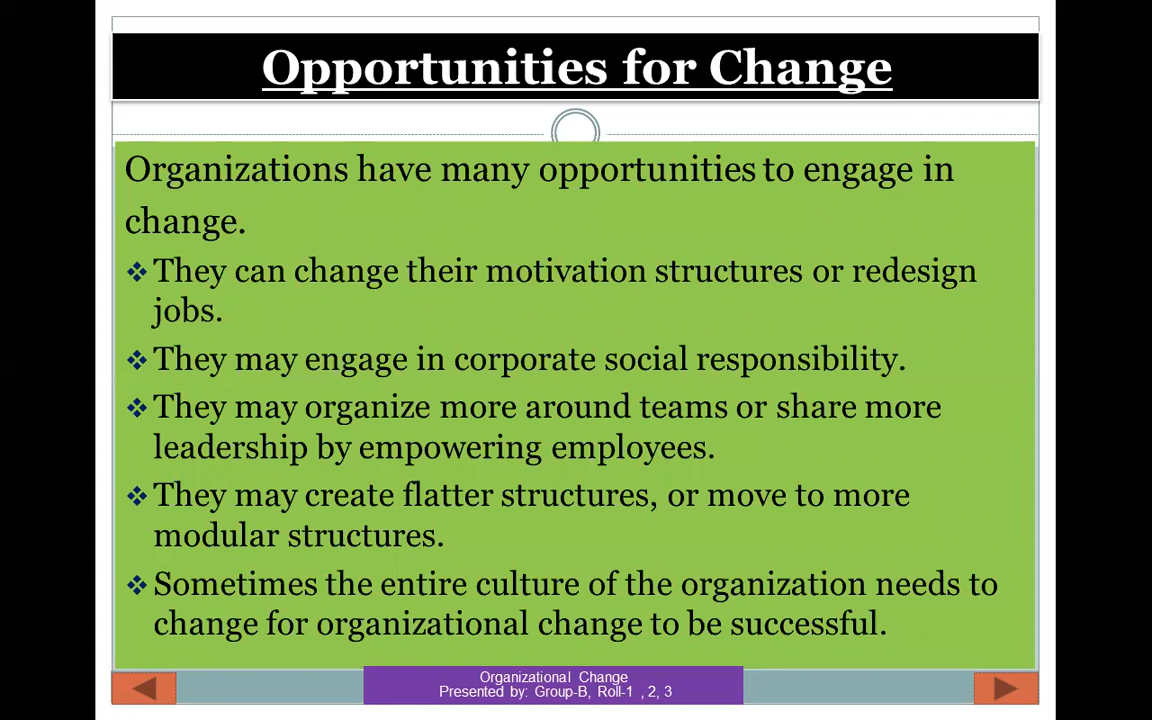 Opportunities for Change
Organizations have many opportunities to engage in
change.
❖ They can change their motivation structures or redesign
jobs.
❖ They may engage in corporate social responsibility.
❖ They may organize more around teams or share more
leadership by empowering employees.
❖ They may create flatter structures, or move to more
modular structures.
❖ Sometimes the entire culture of the organization needs to
change for organizational change to be successful.
Organizational Change
Presented by: Group-B, Roll-1 , 2, 3